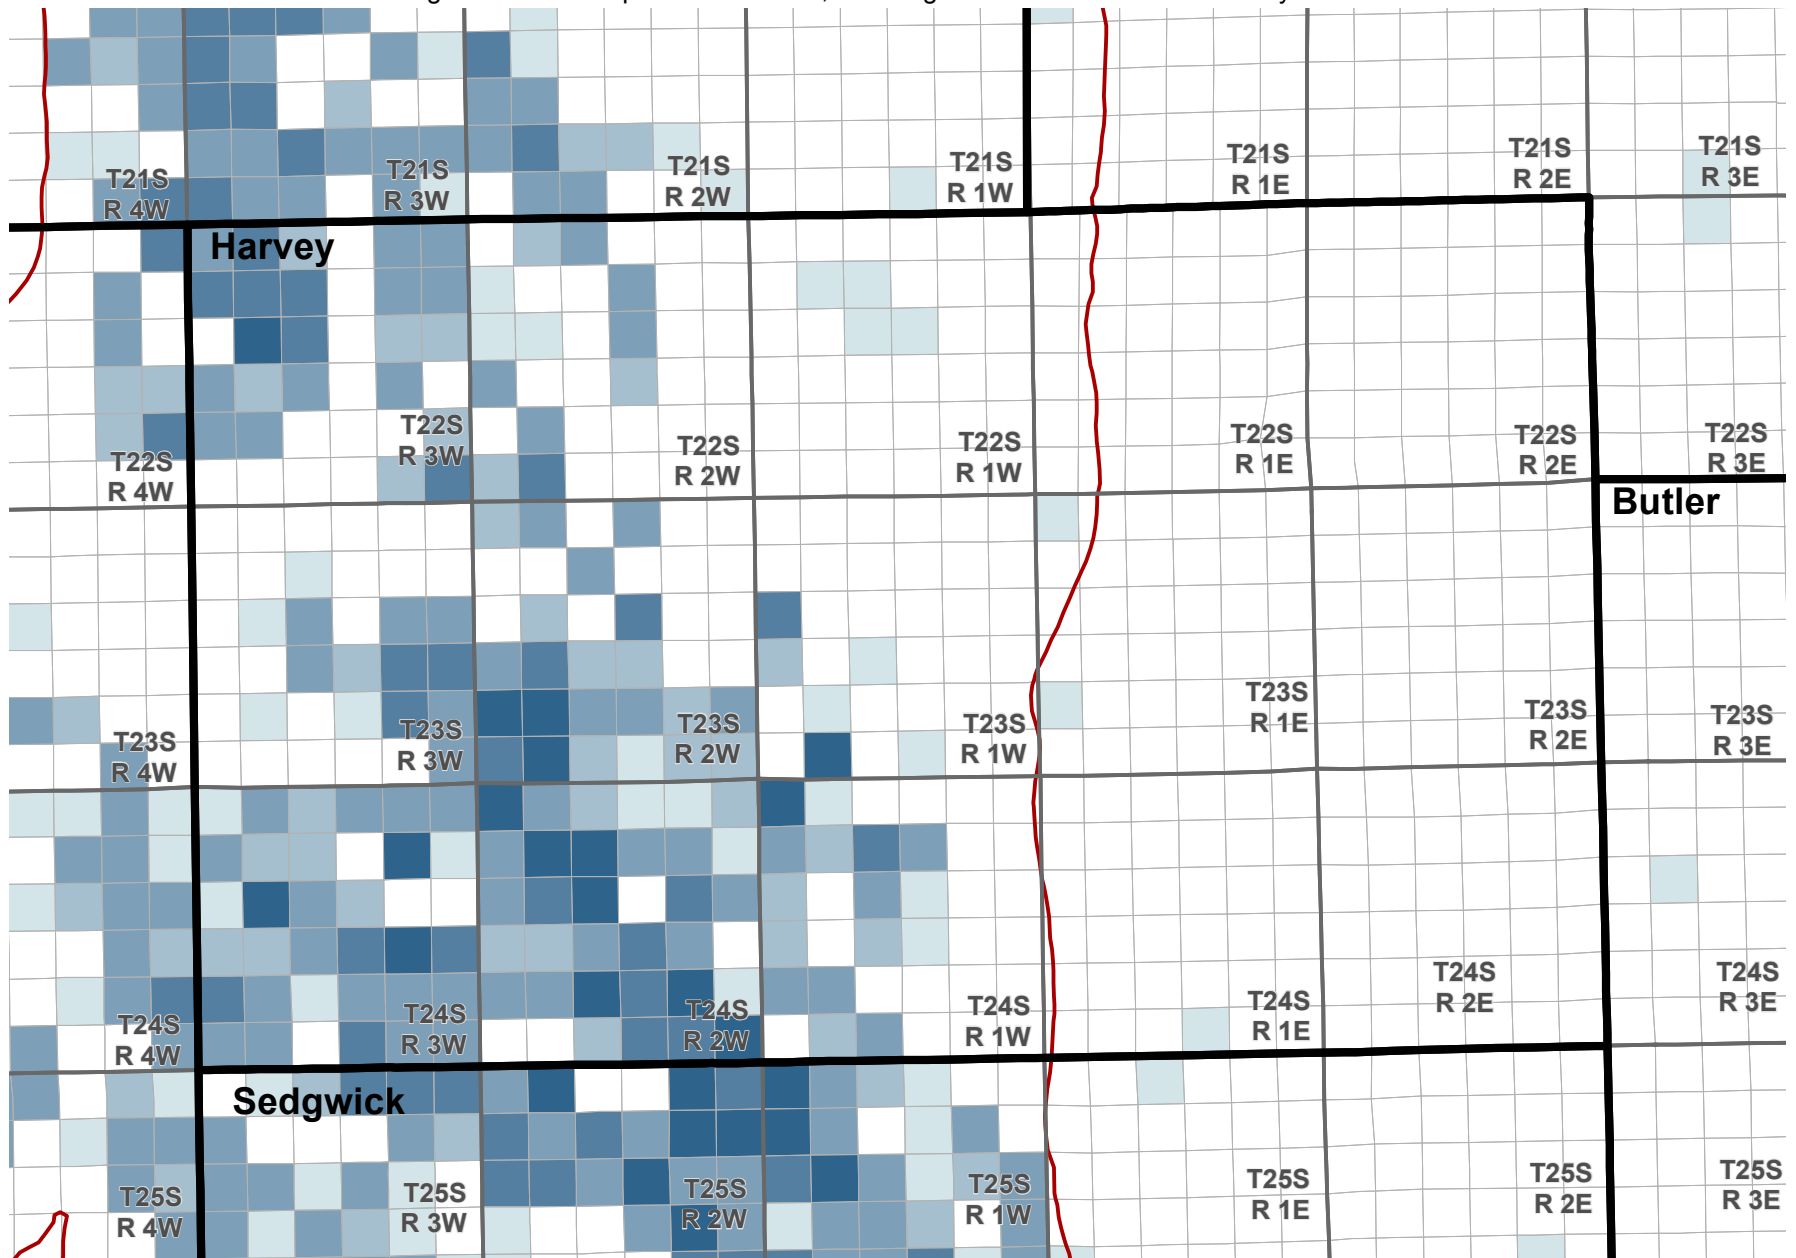 T21S
R 4W
T21S
R 3W
T21S
R 2W
T21S
R 1W
T21S
R 1E
T21S
R 2E
T21S
R 3E
Harvey
T22S
R 4W
T22S
R 3W
T22S
R 2W
T22S
R 1W
T22S
R 1E
T22S
R 2E
T22S
R 3E
Butler
T23S
R 4W
T23S
R 3W
T23S
R 2W
T23S
R 1W
T23S
R 1E
T23S
R 2E
T23S
R 3E
T24S
R 4W
T24S
R 3W
T24S
R 2W
T24S
R 1W
T24S
R 1E
T24S
R 2E
T24S
R 3E
Sedgwick
T25S
R 4W
T25S
R 3W
T25S
R 2W
T25S
R 1W
T25S
R 1E
T25S
R 2E
T25S
R 3E